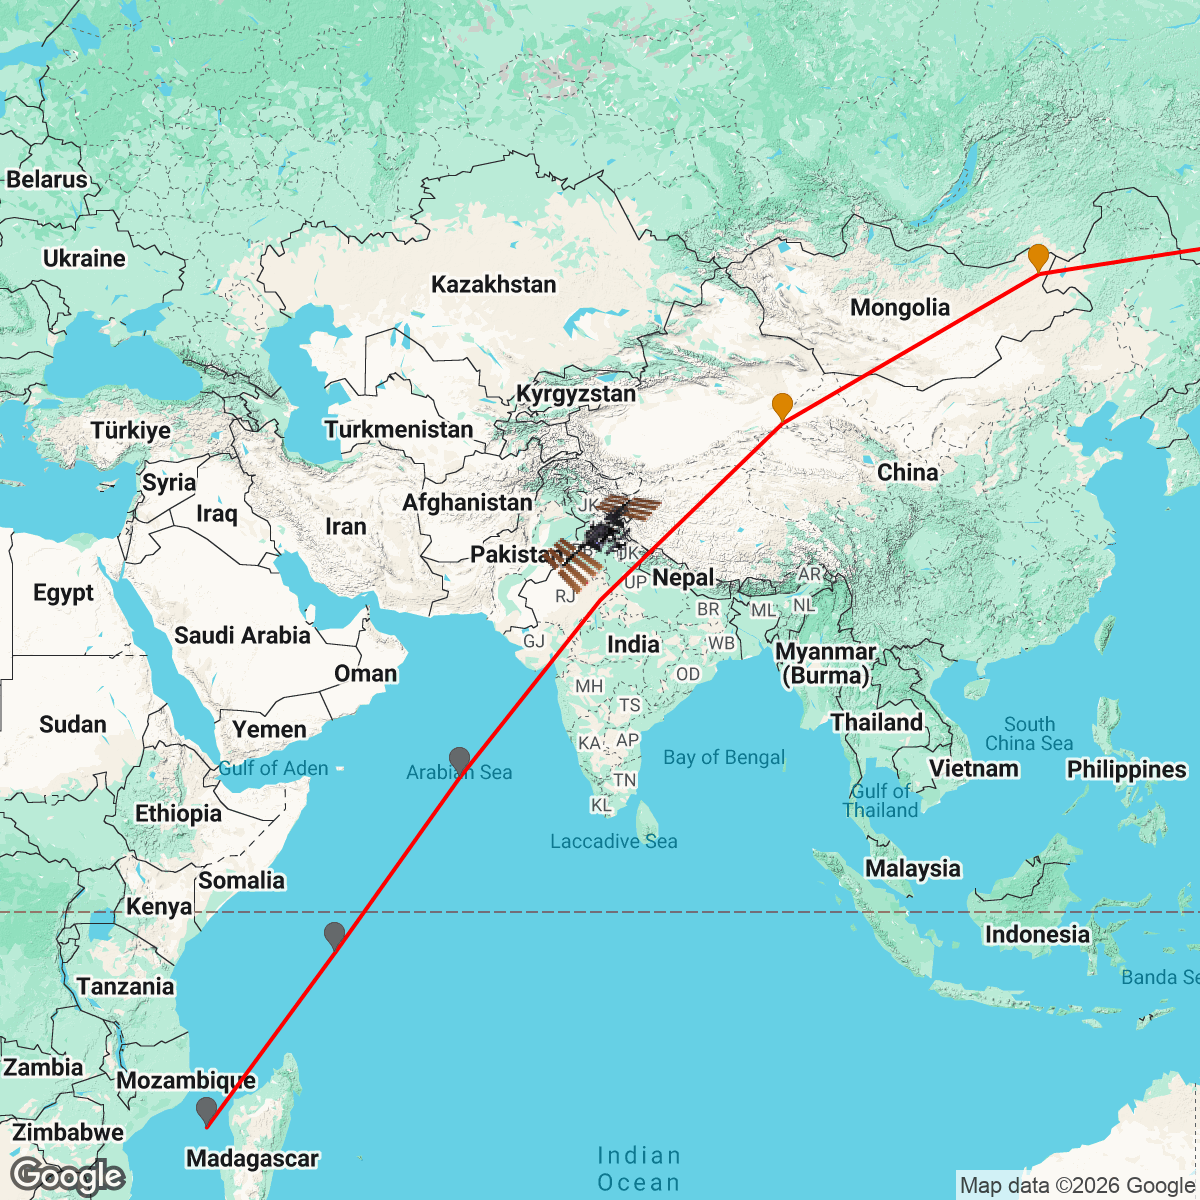 Belarus
Ukraine
Kazakhstan
Mongolia
Kyrgyzstan
Türkiye
Turkmenistan
Syria
China
Afghanistan
JK
Iraq
Iran
Pakistan
UK
Nepal
AR
Egypt
UP
RJ
BR
ML
NL
Saudi Arabia
GJ
India
WB
Myanmar
(Burma)
Oman
OD
MH
TS
Sudan
Yemen
KA
AP
Thailand
South
China Sea
Bay of Bengal
Gulf of Aden
Arabian Sea
TN
Vietnam
Philippines
Gulf of
Thailand
KL
Ethiopia
Laccadive Sea
Malaysia
Somalia
Kenya
Indonesia
Tanzania
Banda Se
Zambia
Mozambique
Zimbabwe
Madagascar
Indian
Ocean
Google
Map data ©2026 Google